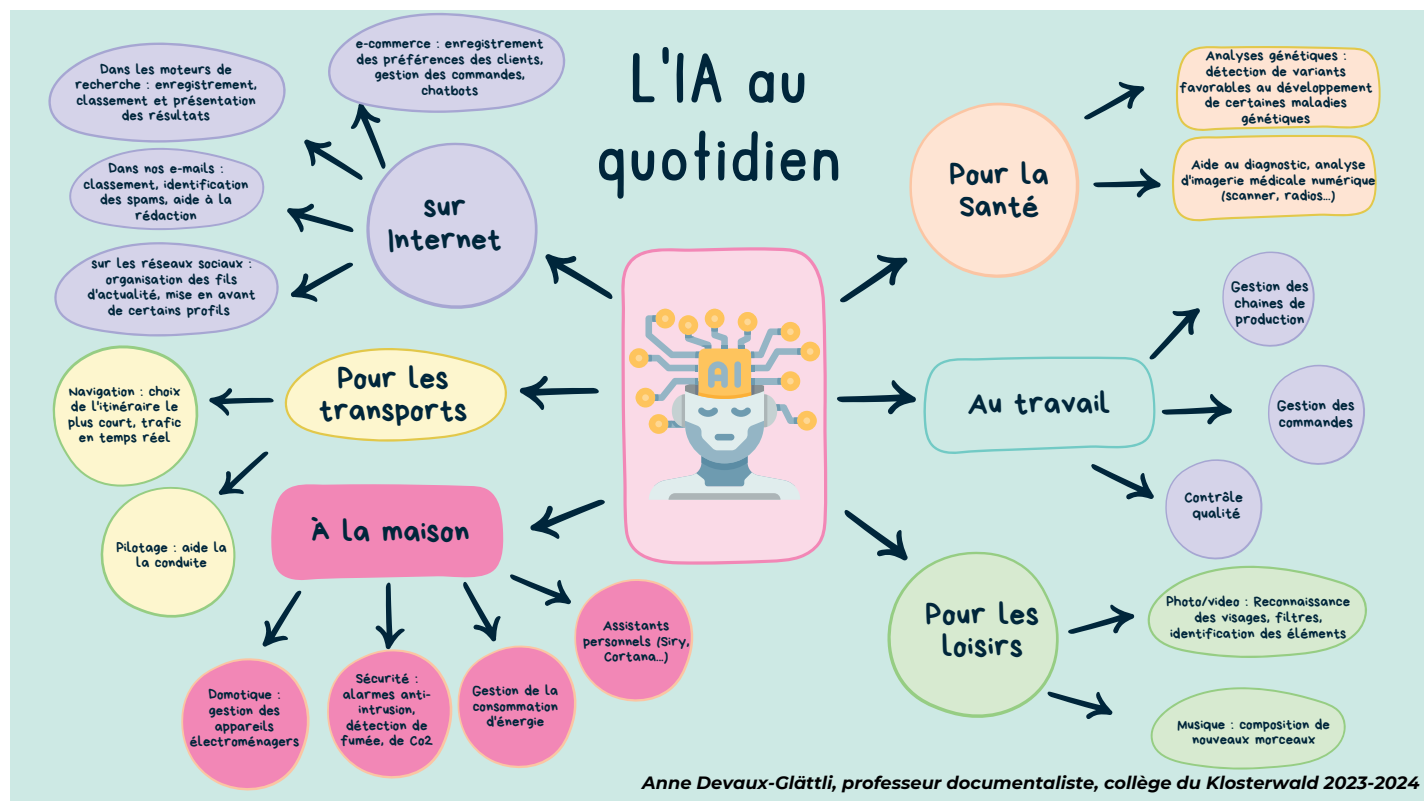 L'IA au
quotidien
AI
sur
Internet
e-commerce : enregistrement
des préférences des clients,
gestion des commandes,
chatbots
Dans les moteurs de
recherche : enregistrement,
classement et présentation
des résultats
Dans nos e-mails :
classement, identification
des spams, aide à la
rédaction
sur les réseaux sociaux :
organisation des fils
d'actualité, mise en avant
de certains profils
Pour les
transports
Navigation : choix
de l'itinéraire le
plus court, trafic
en temps réel
Pilotage : aide la
la conduite
À la maison
Domotique :
gestion des
appareils
électroménagers
Sécurité :
alarmes anti-
intrusion,
détection de
fumée, de Co2
Gestion de la
consommation
d'énergie
Assistants
personnels (Siry,
Cortana...)
Pour la
Santé
Analyses génétiques :
détection de variants
favorables au développement
de certaines maladies
génétiques
Aide au diagnostic, analyse
d'imagerie médicale numérique
(scanner, radios...)
Au travail
Gestion des
chaines de
production
Gestion des
commandes
Contrôle
qualité
Pour les
loisirs
Photo/video : Reconnaissance
des visages, filtres,
identification des éléments
Musique : composition de
nouveaux morceaux
Anne Devaux-Glättli, professeur documentaliste, collège du Klosterwald 2023-2024